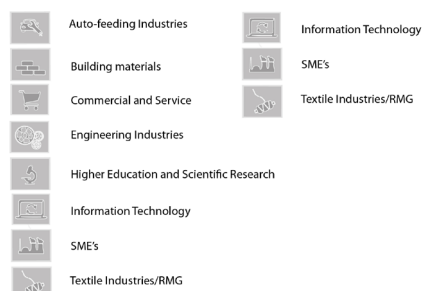 Auto-feeding Industries
Building materials
Commercial and Service
Engineering Industries
Higher Education and Scientific Research
Information Technology
SME's
Textile Industries/RMG
Information Technology
SME's
Textile Industries/RMG